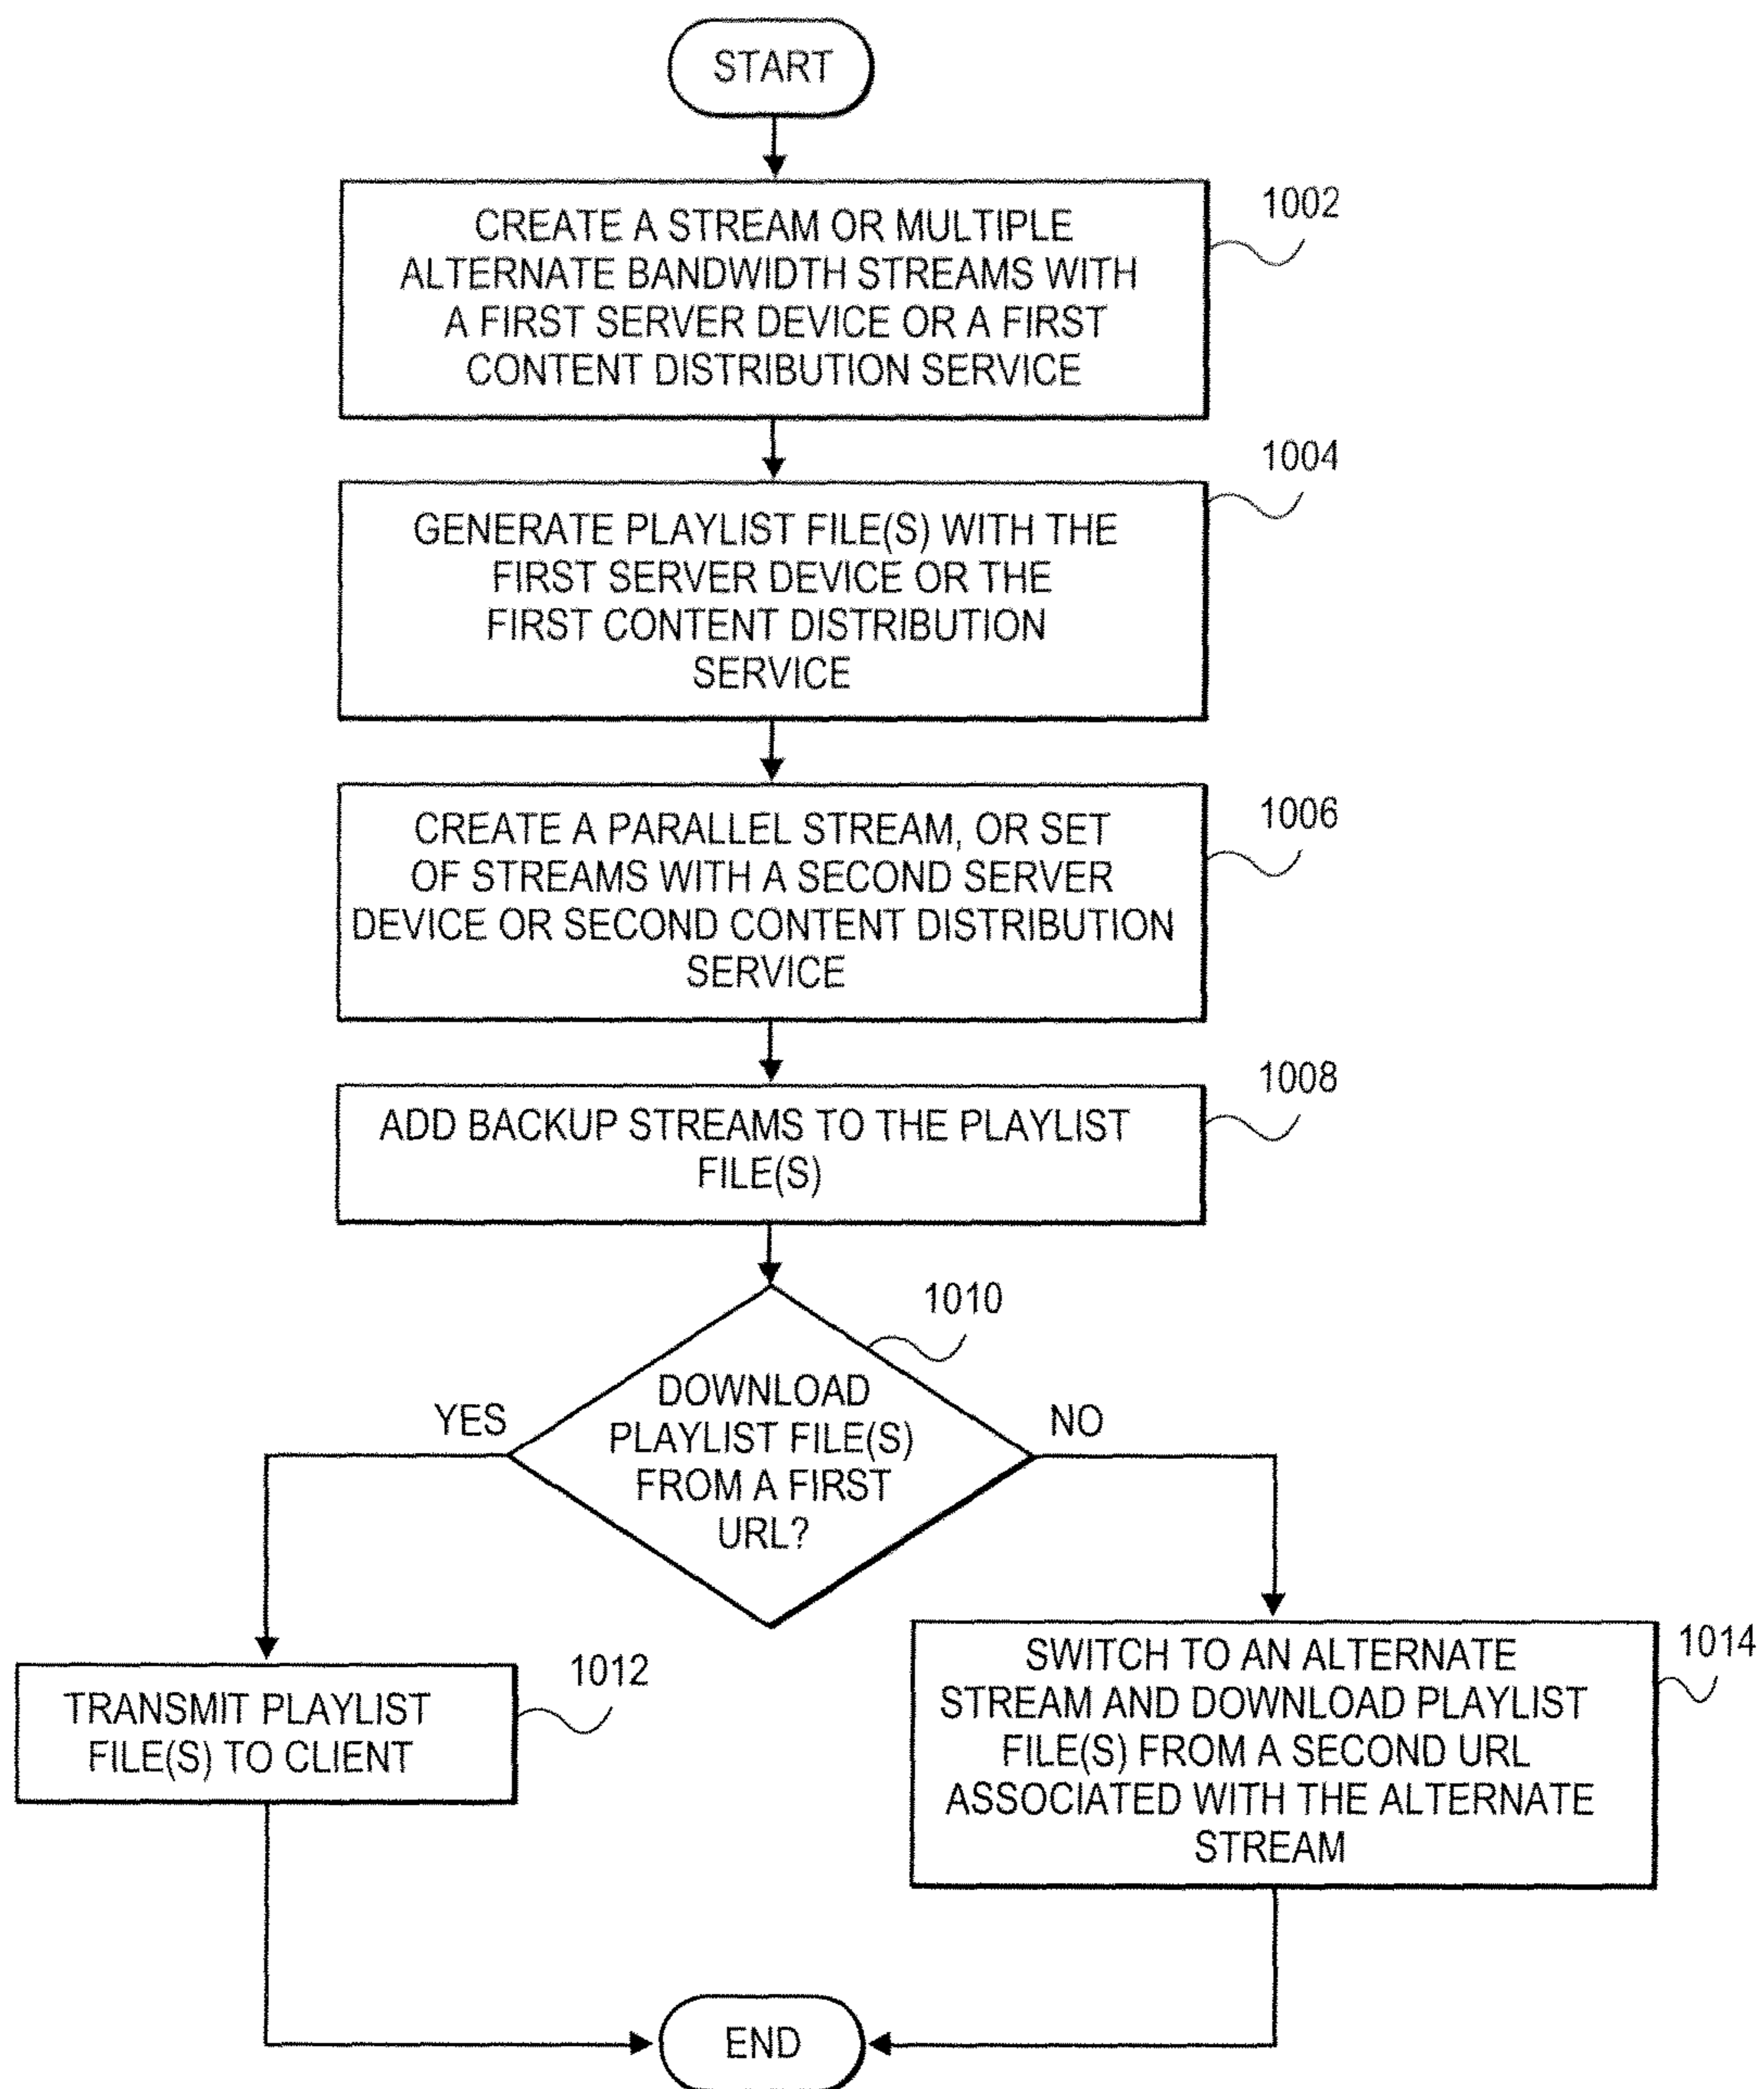 START
CREATE A STREAM OR MULTIPLE
ALTERNATE BANDWIDTH STREAMS WITH
A FIRST SERVER DEVICE OR A FIRST
CONTENT DISTRIBUTION SERVICE
1002
GENERATE PLAYLIST FILE(S) WITH THE
FIRST SERVER DEVICE OR THE
FIRST CONTENT DISTRIBUTION
SERVICE
1004
CREATE A PARALLEL STREAM, OR SET
OF STREAMS WITH A SECOND SERVER
DEVICE OR SECOND CONTENT DISTRIBUTION
SERVICE
1006
ADD BACKUP STREAMS TO THE PLAYLIST
FILE(S)
1008
DOWNLOAD
PLAYLIST FILE(S)
FROM A FIRST
URL?
1010
YES
NO
TRANSMIT PLAYLIST
FILE(S) TO CLIENT
1012
SWITCH TO AN ALTERNATE
STREAM AND DOWNLOAD PLAYLIST
FILE(S) FROM A SECOND URL
ASSOCIATED WITH THE ALTERNATE
STREAM
1014
END